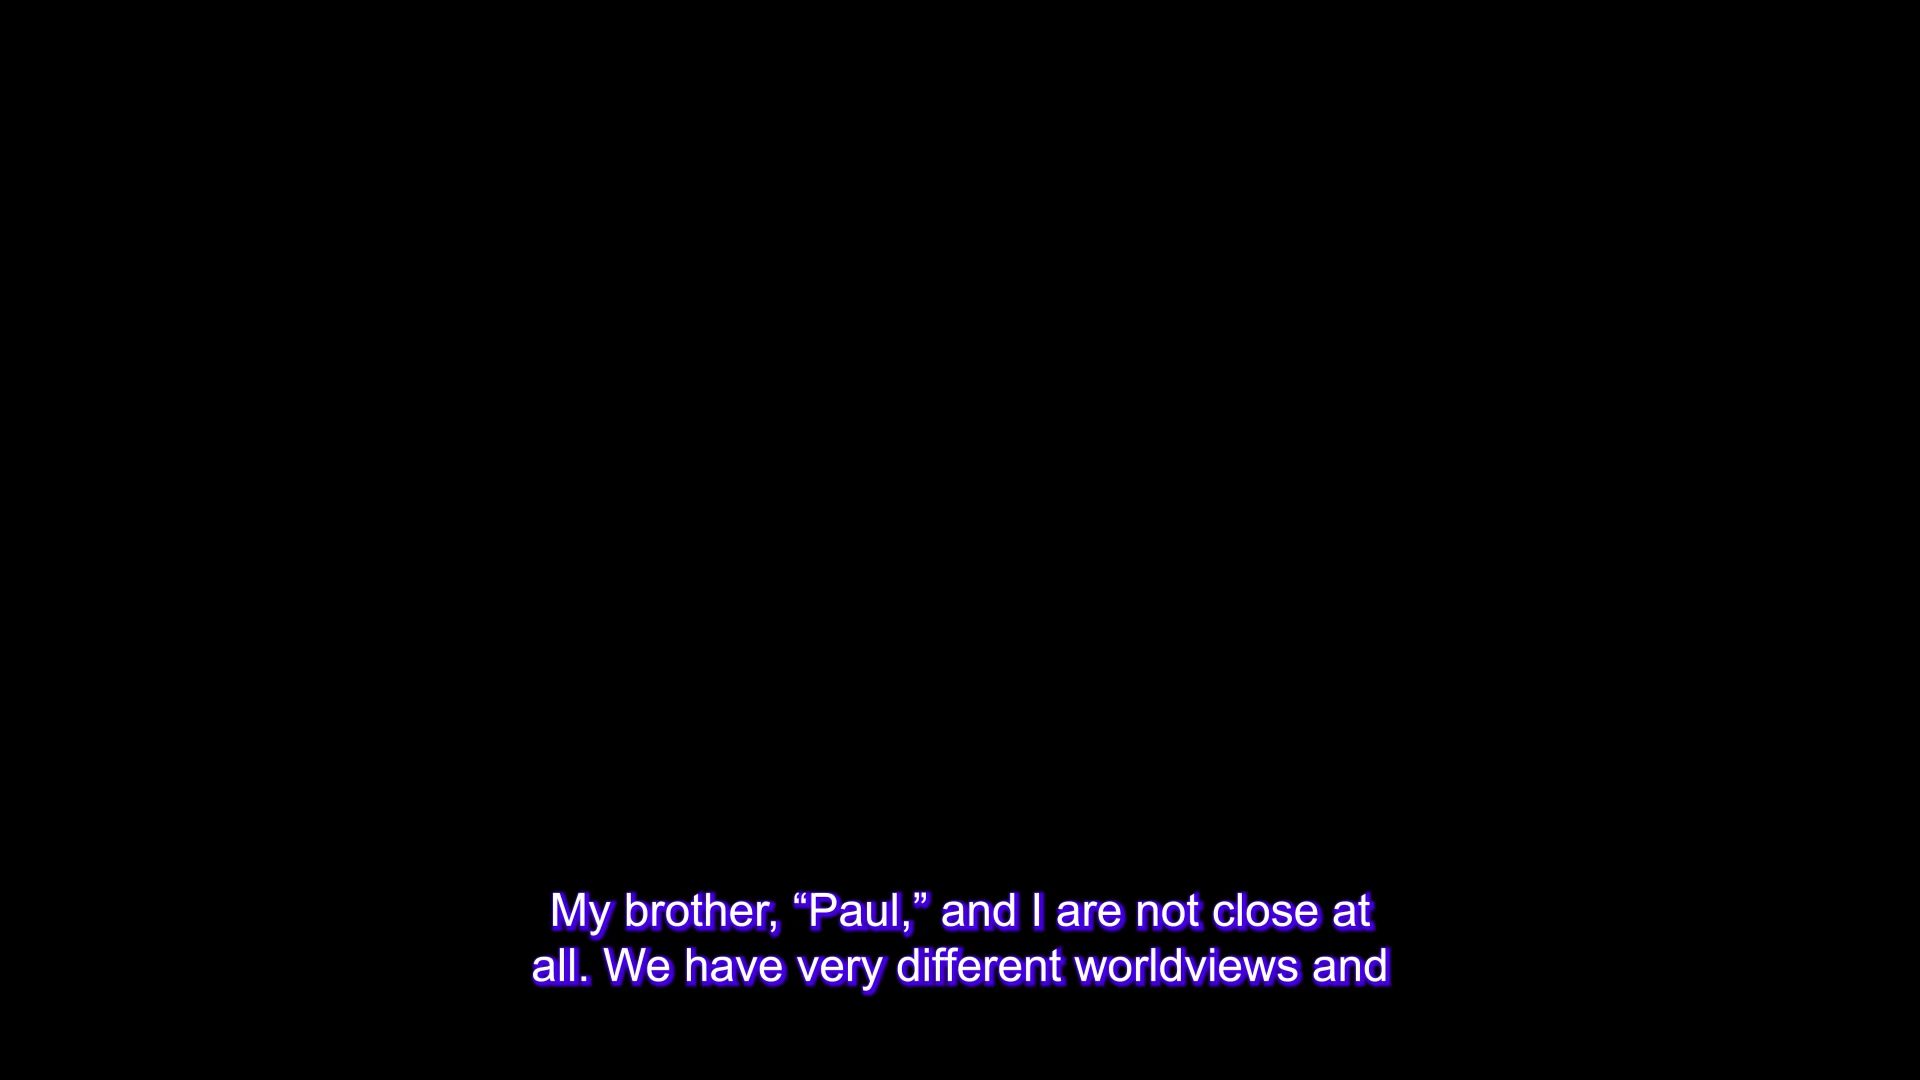 My brother, “Paul,” and I are not close at
all. We have very different worldviews and